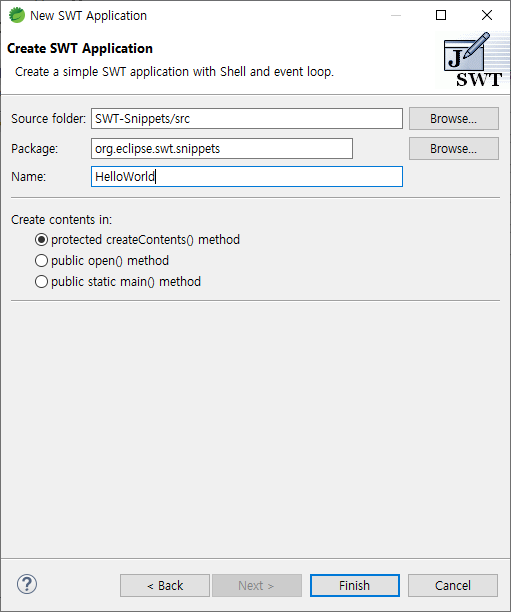 New SWT Application
Create SWT Application
Create a simple SWT application with Shell and event loop.
J
SWT
Source folder: SWT-Snippets/src Browse...
Package: org.eclipse.swt.snippets Browse...
Name: HelloWorld
Create contents in:
protected createContents() method
public open() method
public static main() method
? < Back Next > Finish Cancel